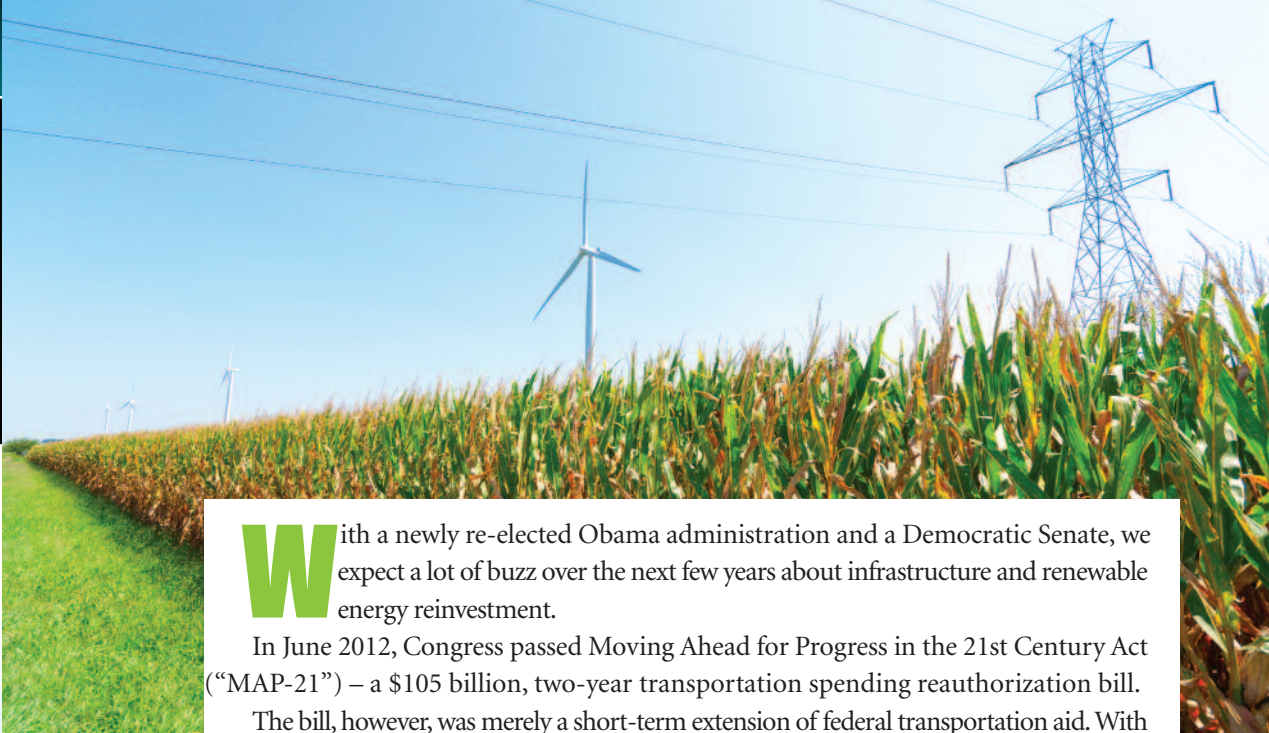 With a newly re-elected Obama administration and a Democratic Senate, we
expect a lot of buzz over the next few years about infrastructure and renewable
energy reinvestment.
In June 2012, Congress passed Moving Ahead for Progress in the 21st Century Act
(“MAP-21”) – a $105 billion, two-year transportation spending reauthorization bill.
The bill, however, was merely a short-term extension of federal transportation aid. With